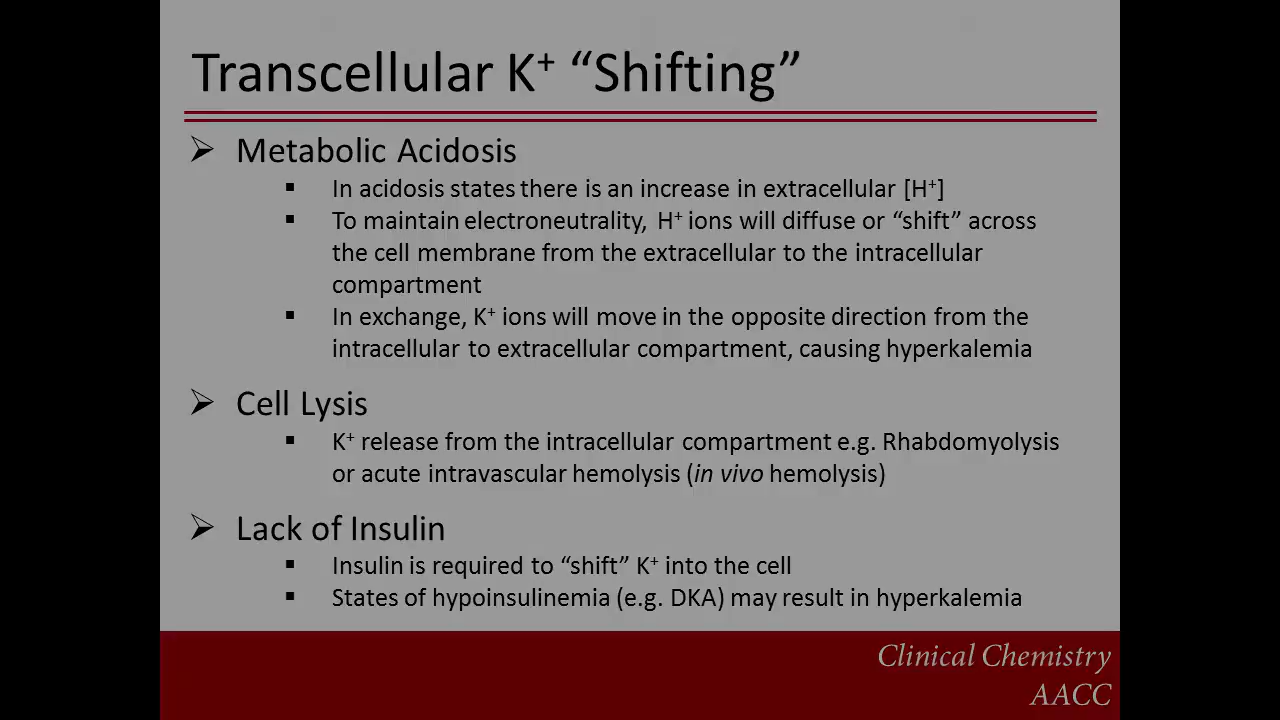 Transcellular K⁺ “Shifting”
➢ Metabolic Acidosis
▪ In acidosis states there is an increase in extracellular [H⁺]
▪ To maintain electroneutrality, H⁺ ions will diffuse or “shift” across
the cell membrane from the extracellular to the intracellular
compartment
▪ In exchange, K⁺ ions will move in the opposite direction from the
intracellular to extracellular compartment, causing hyperkalemia
➢ Cell Lysis
▪ K⁺ release from the intracellular compartment e.g. Rhabdomyolysis
or acute intravascular hemolysis (in vivo hemolysis)
➢ Lack of Insulin
▪ Insulin is required to “shift” K⁺ into the cell
▪ States of hypoinsulinemia (e.g. DKA) may result in hyperkalemia
Clinical Chemistry
AACC